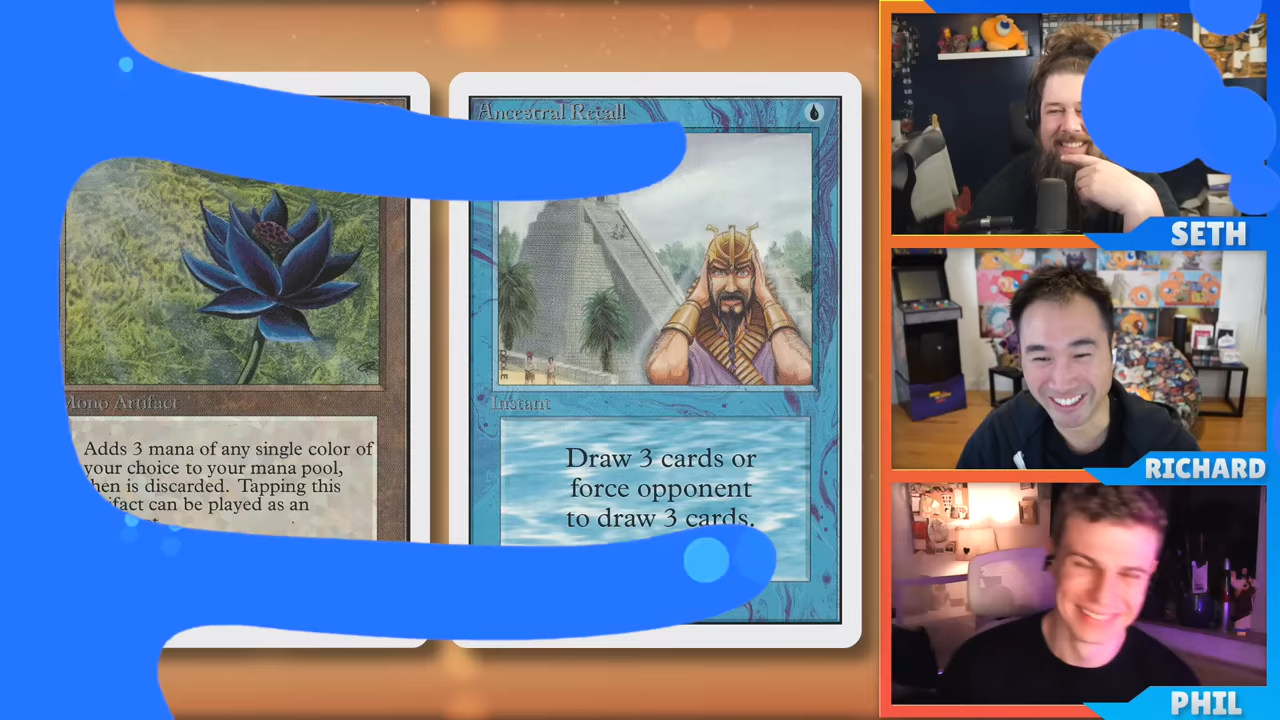 Mono Artifact
Adds 3 mana of any single color of
your choice to your mana pool,
then is discarded. Tapping this
artifact can be played as an
Ancestral Recall
Instant
Draw 3 cards or
force opponent
to draw 3 cards.
SETH
RICHARD
PHIL